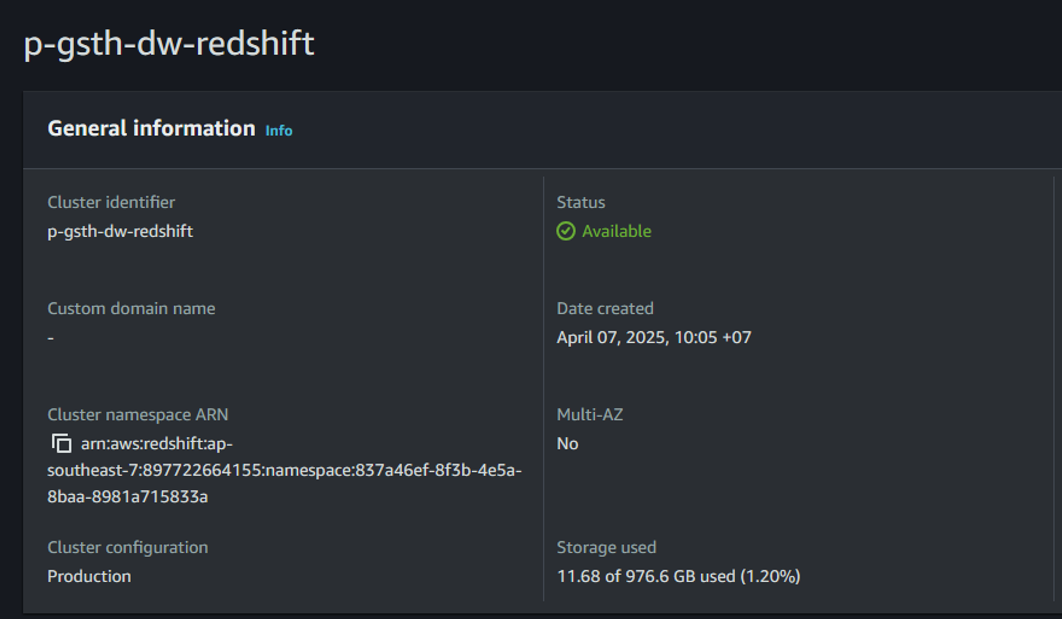 p-gsth-dw-redshift
General information Info
Cluster identifier
p-gsth-dw-redshift
Status
Available
Custom domain name
-
Date created
April 07, 2025, 10:05 +07
Cluster namespace ARN
arn:aws:redshift:ap-
southeast-7:897722664155:namespace:837a46ef-8f3b-4e5a-
8baa-8981a715833a
Multi-AZ
No
Cluster configuration
Production
Storage used
11.68 of 976.6 GB used (1.20%)